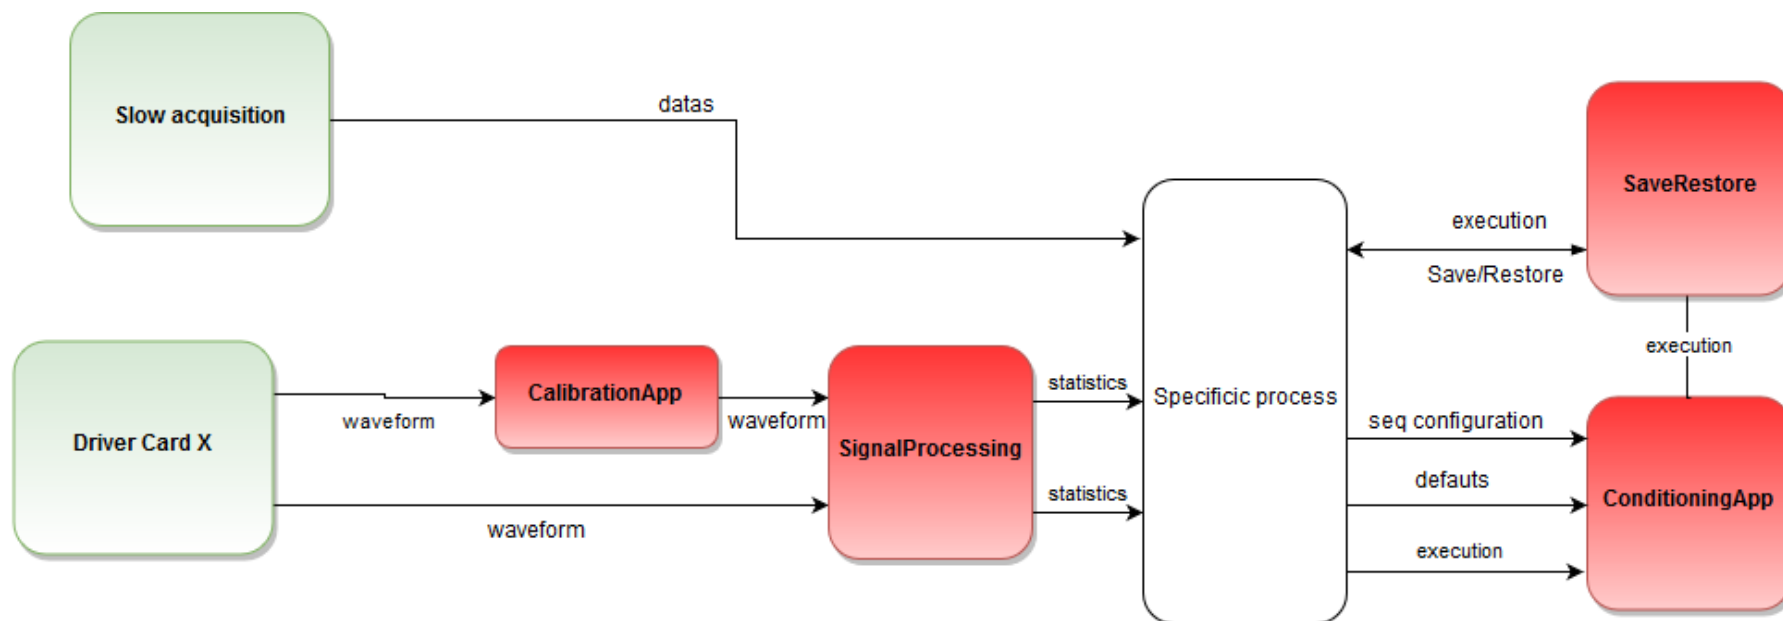 Slow acquisition
datas
SaveRestore
execution
Save/Restore
execution
Driver Card X
waveform
CalibrationApp
waveform
waveform
SignalProcessing
statistics
statistics
Specificic process
seq configuration
defauts
execution
ConditioningApp